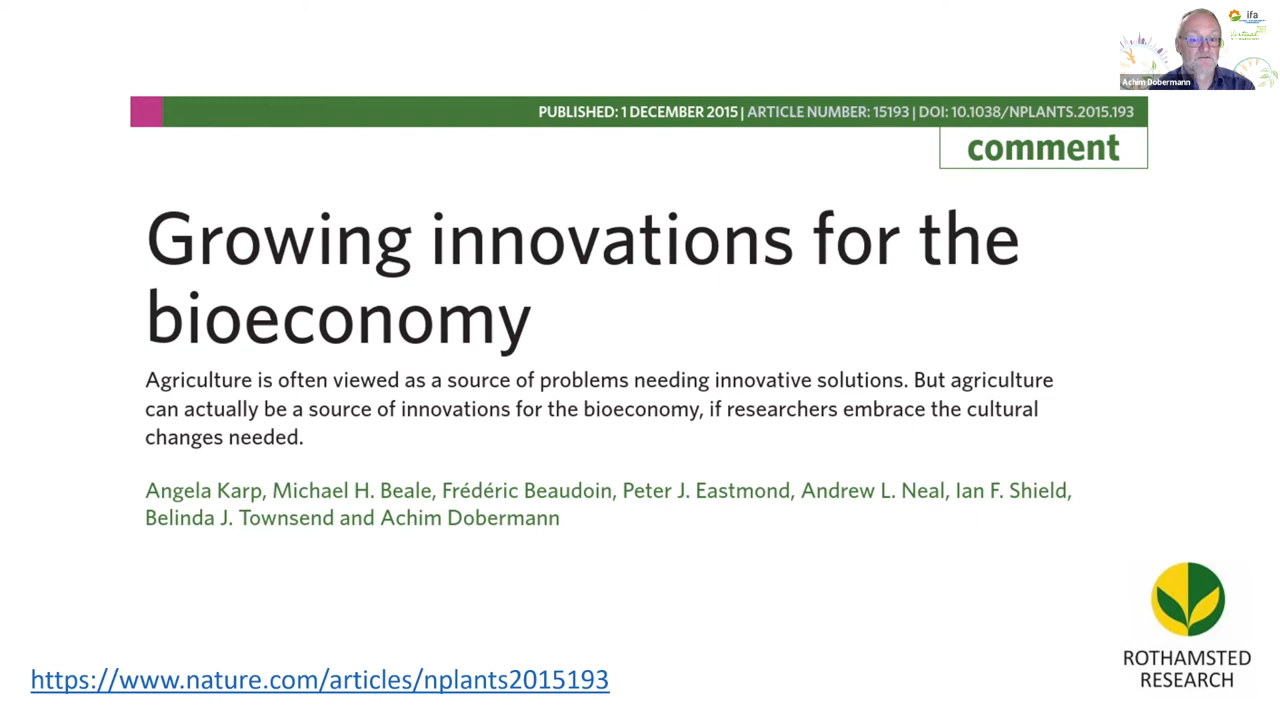 ifa
Achim Dobermann
PUBLISHED: 1 DECEMBER 2015 | ARTICLE NUMBER: 15193 | DOI: 10.1038/NPLANTS.2015.193
comment
Growing innovations for the
bioeconomy
Agriculture is often viewed as a source of problems needing innovative solutions. But agriculture
can actually be a source of innovations for the bioeconomy, if researchers embrace the cultural
changes needed.
Angela Karp, Michael H. Beale, Frédéric Beaudoin, Peter J. Eastmond, Andrew L. Neal, Ian F. Shield,
Belinda J. Townsend and Achim Dobermann
ROTHAMSTED
RESEARCH
https://www.nature.com/articles/nplants2015193